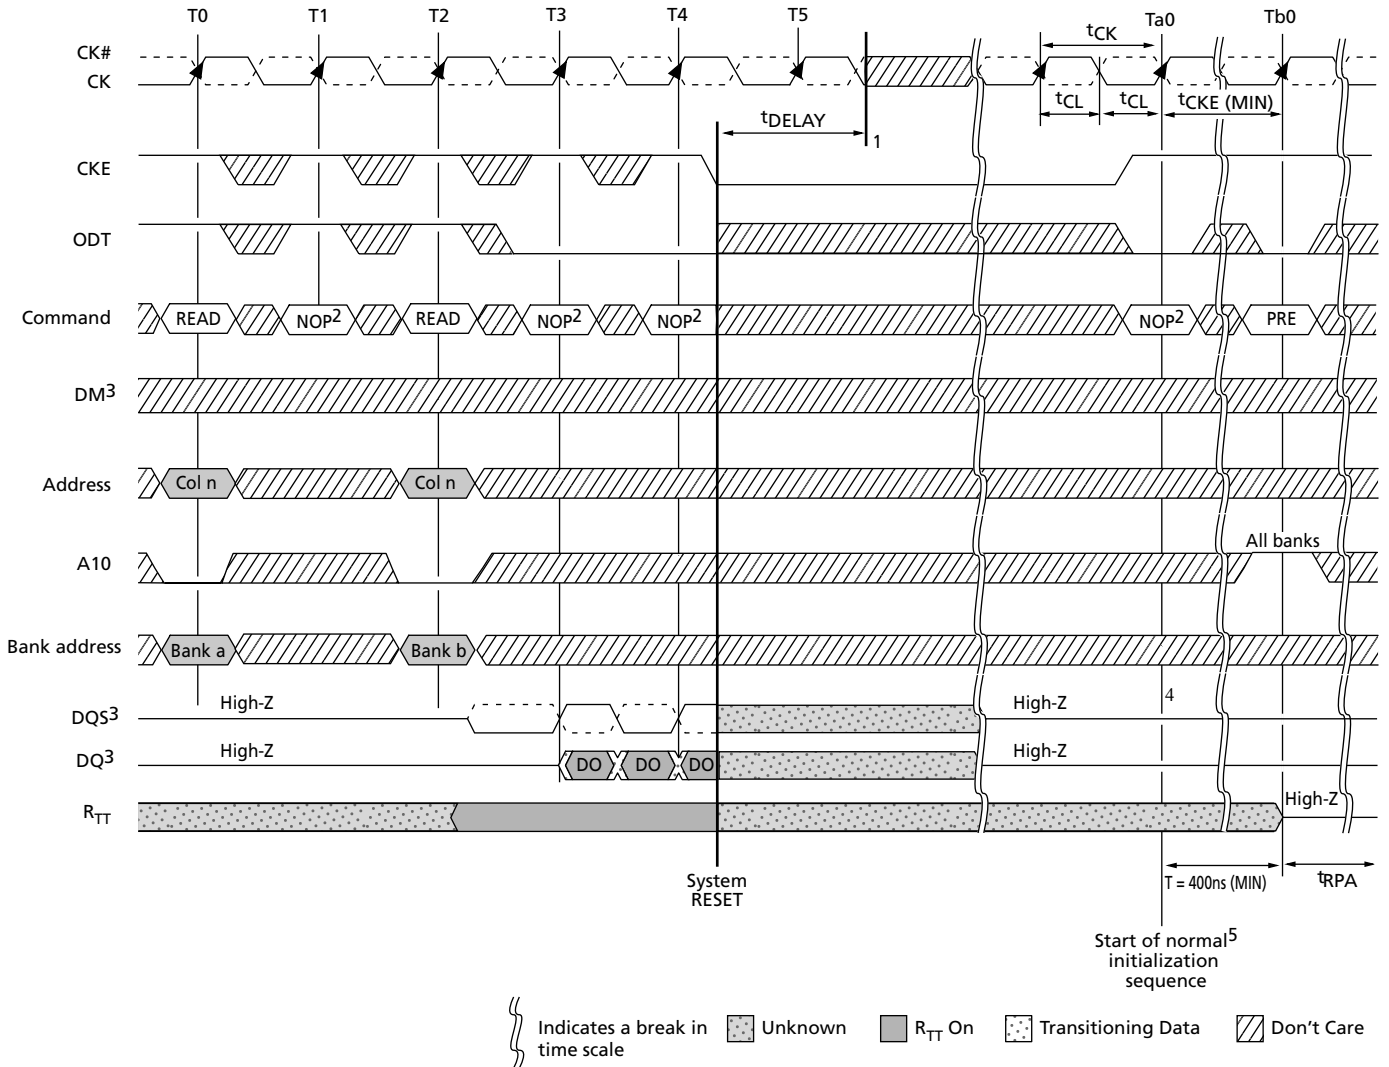 T0 T1 T2 T3 T4 T5 Ta0 Tb0
CK#
CK
tCK
tCL tCL tCKE (MIN)
tDELAY
1
CKE
ODT
Command READ NOP2 READ NOP2 NOP2 NOP2 PRE
DM3
Address Col n Col n
A10 All banks
Bank address Bank a Bank b
DQS3 High-Z High-Z 4
DQ3 High-Z DO DO DO High-Z
RTT High-Z
System
RESET
T = 400ns (MIN) tRPA
Start of normal5
initialization
sequence
Indicates a break in
time scale
Unknown
RTT On
Transitioning Data
Don't Care